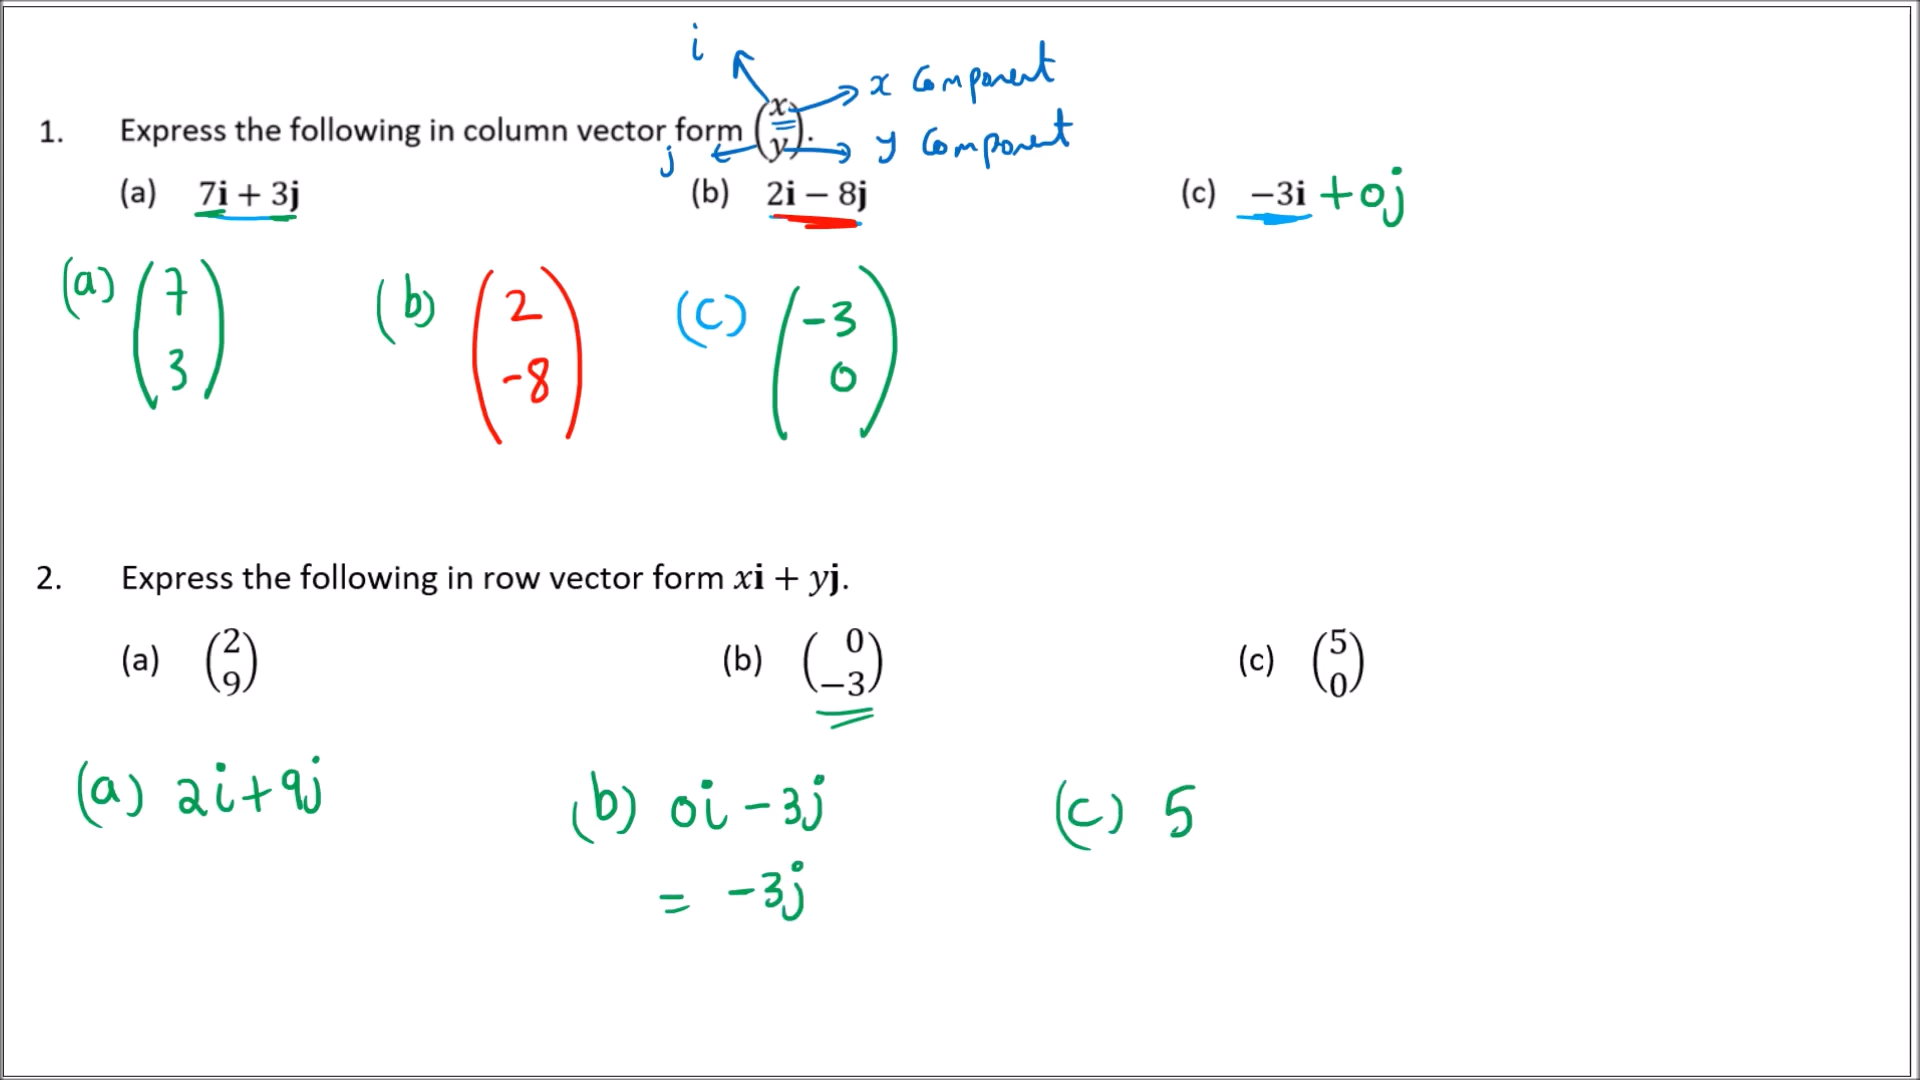 i
x component
1. Express the following in column vector form (x y).
j
y component
(a) 7i + 3j (b) 2i − 8j (c) −3i + 0j
(a) (7 3) (b) (2 -8) (c) (-3 0)
2. Express the following in row vector form xi + yj.
(a) (2 9) (b) (0 −3) (c) (5 0)
(a) 2i + 9j (b) 0i - 3j (c) 5
= -3j